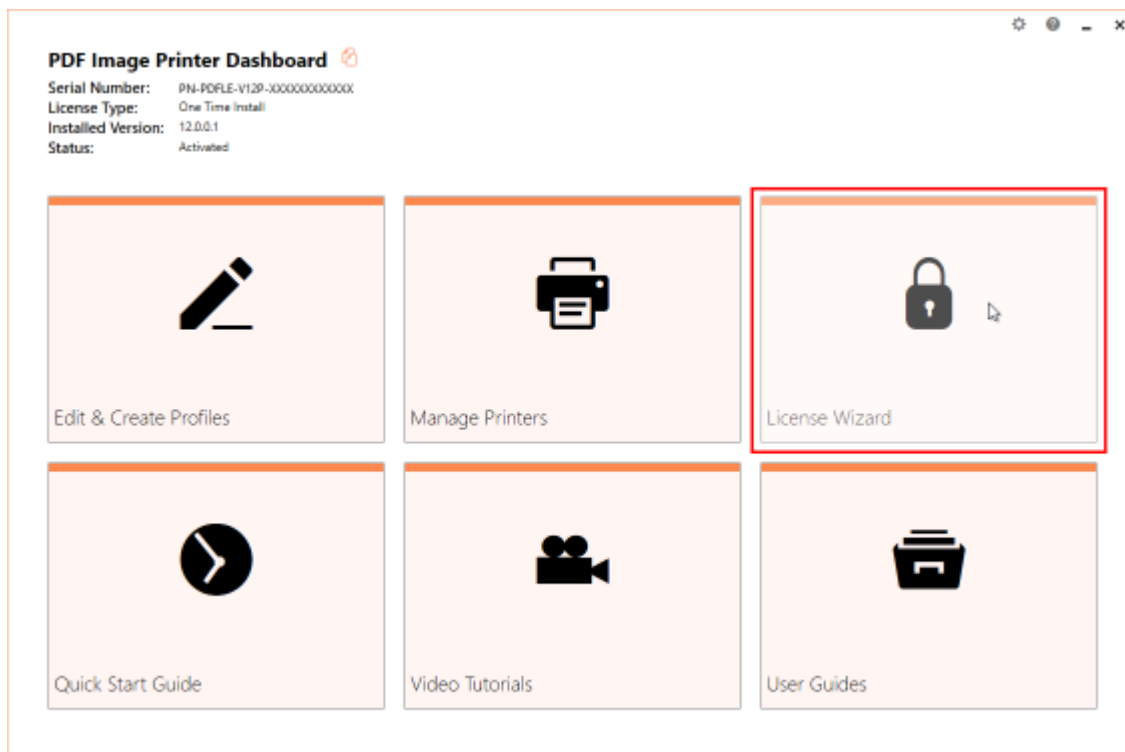 PDF Image Printer Dashboard
Serial Number: PN-PDFLE-V12P-XXXXXXXXXXXX
License Type: One Time Install
Installed Version: 12.0.0.1
Status: Activated
Edit & Create Profiles
Manage Printers
License Wizard
Quick Start Guide
Video Tutorials
User Guides